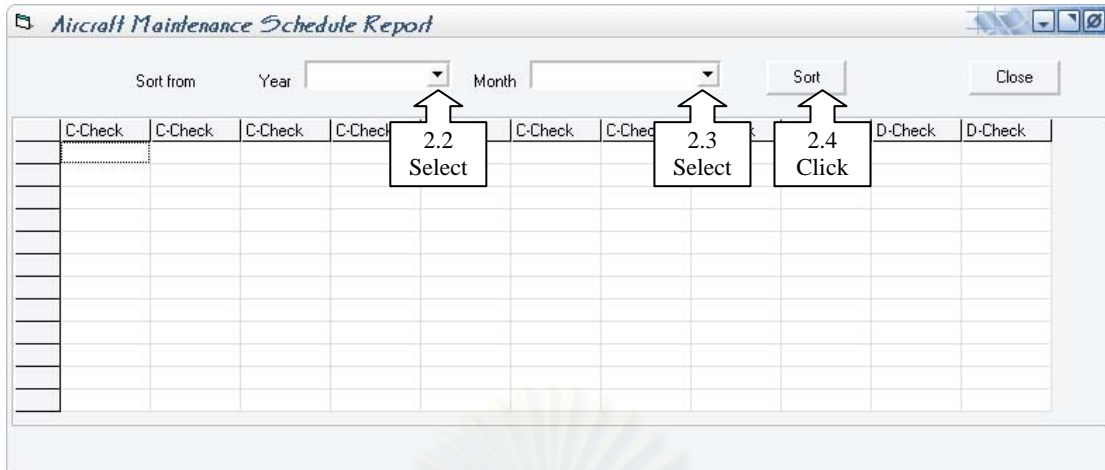 Aircraft Maintenance Schedule Report
Sort from Year Month Sort Close
C-Check C-Check C-Check C-Check C-Check C-Chec D-Check D-Check
2.2 Select
2.3 Select
2.4 Click